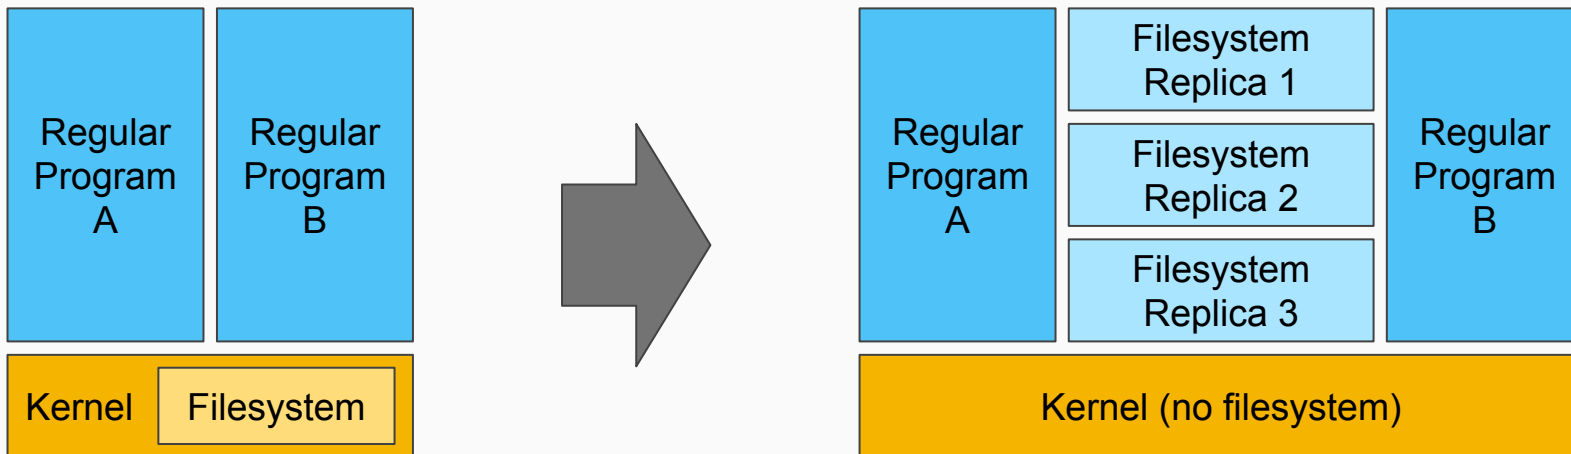 Regular
Program
A
Regular
Program
B
Kernel
Filesystem
Regular
Program
A
Filesystem
Replica 1
Filesystem
Replica 2
Filesystem
Replica 3
Regular
Program
B
Kernel (no filesystem)